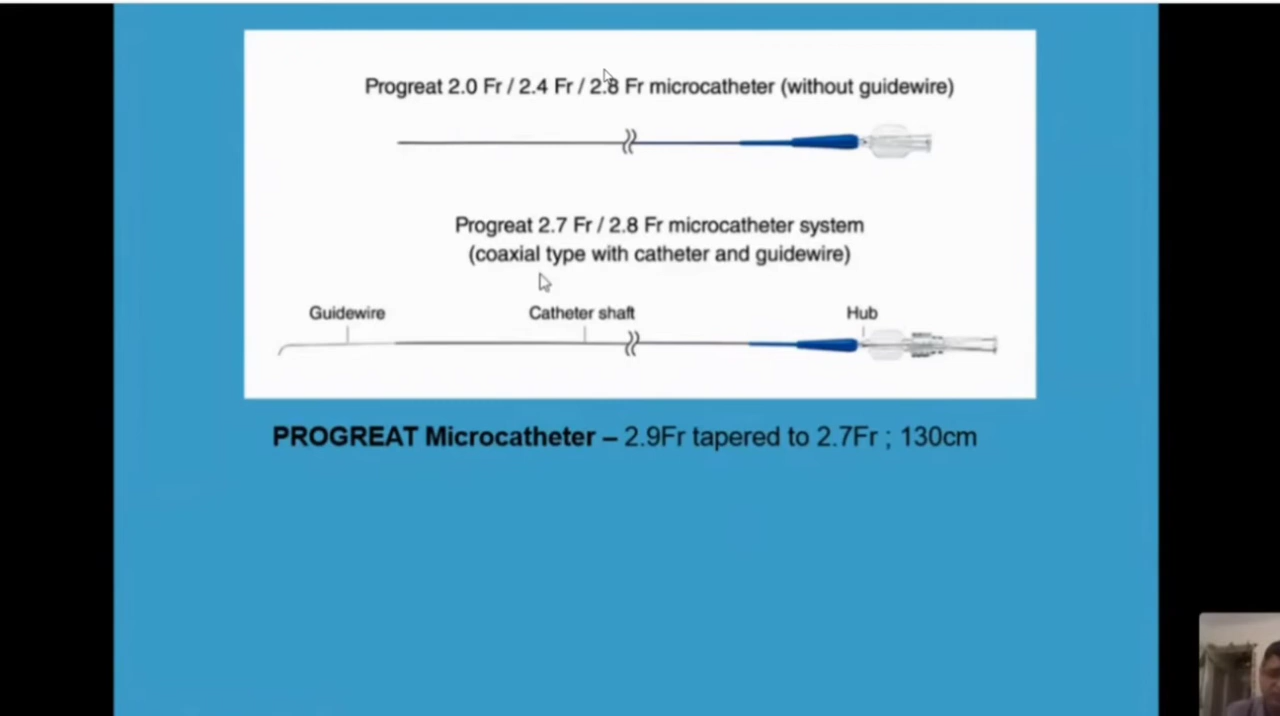 Progreat 2.0 Fr / 2.4 Fr / 2.8 Fr microcatheter (without guidewire)
Progreat 2.7 Fr / 2.8 Fr microcatheter system
(coaxial type with catheter and guidewire)
Guidewire Catheter shaft Hub
PROGREAT Microcatheter – 2.9Fr tapered to 2.7Fr ; 130cm